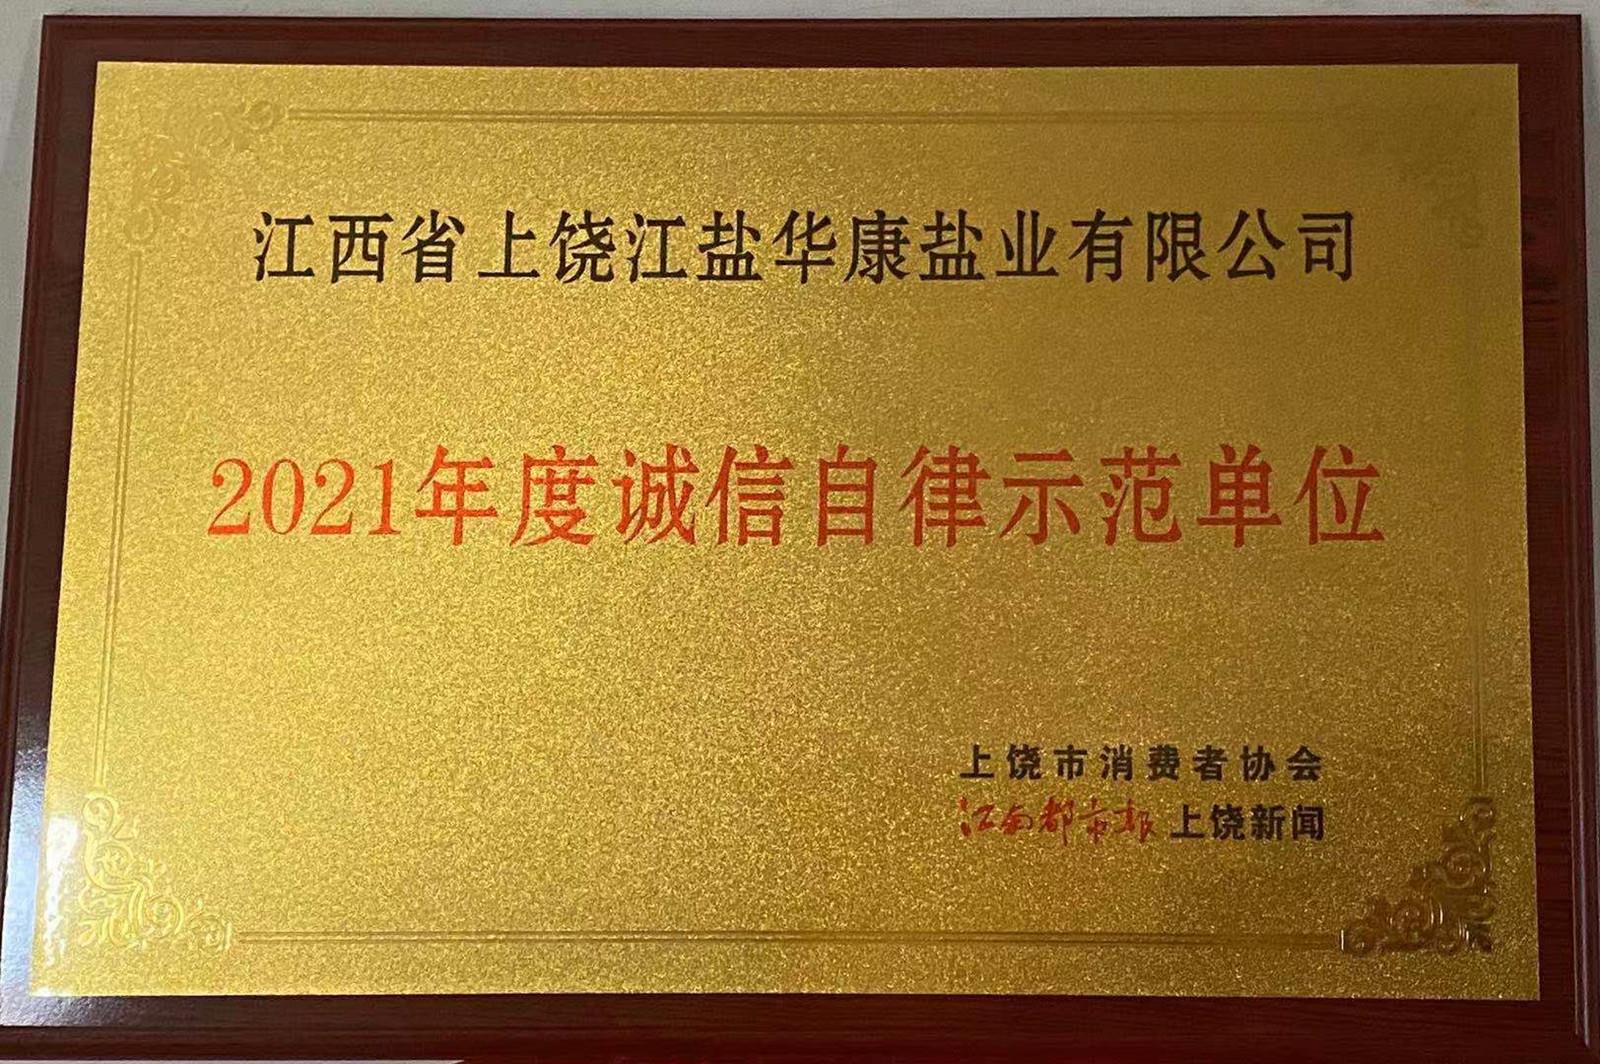 江西省上饶江盐华康盐业有限公司
2021年度诚信自律示范单位
上饶市消费者协会
江南都市报 上饶新闻